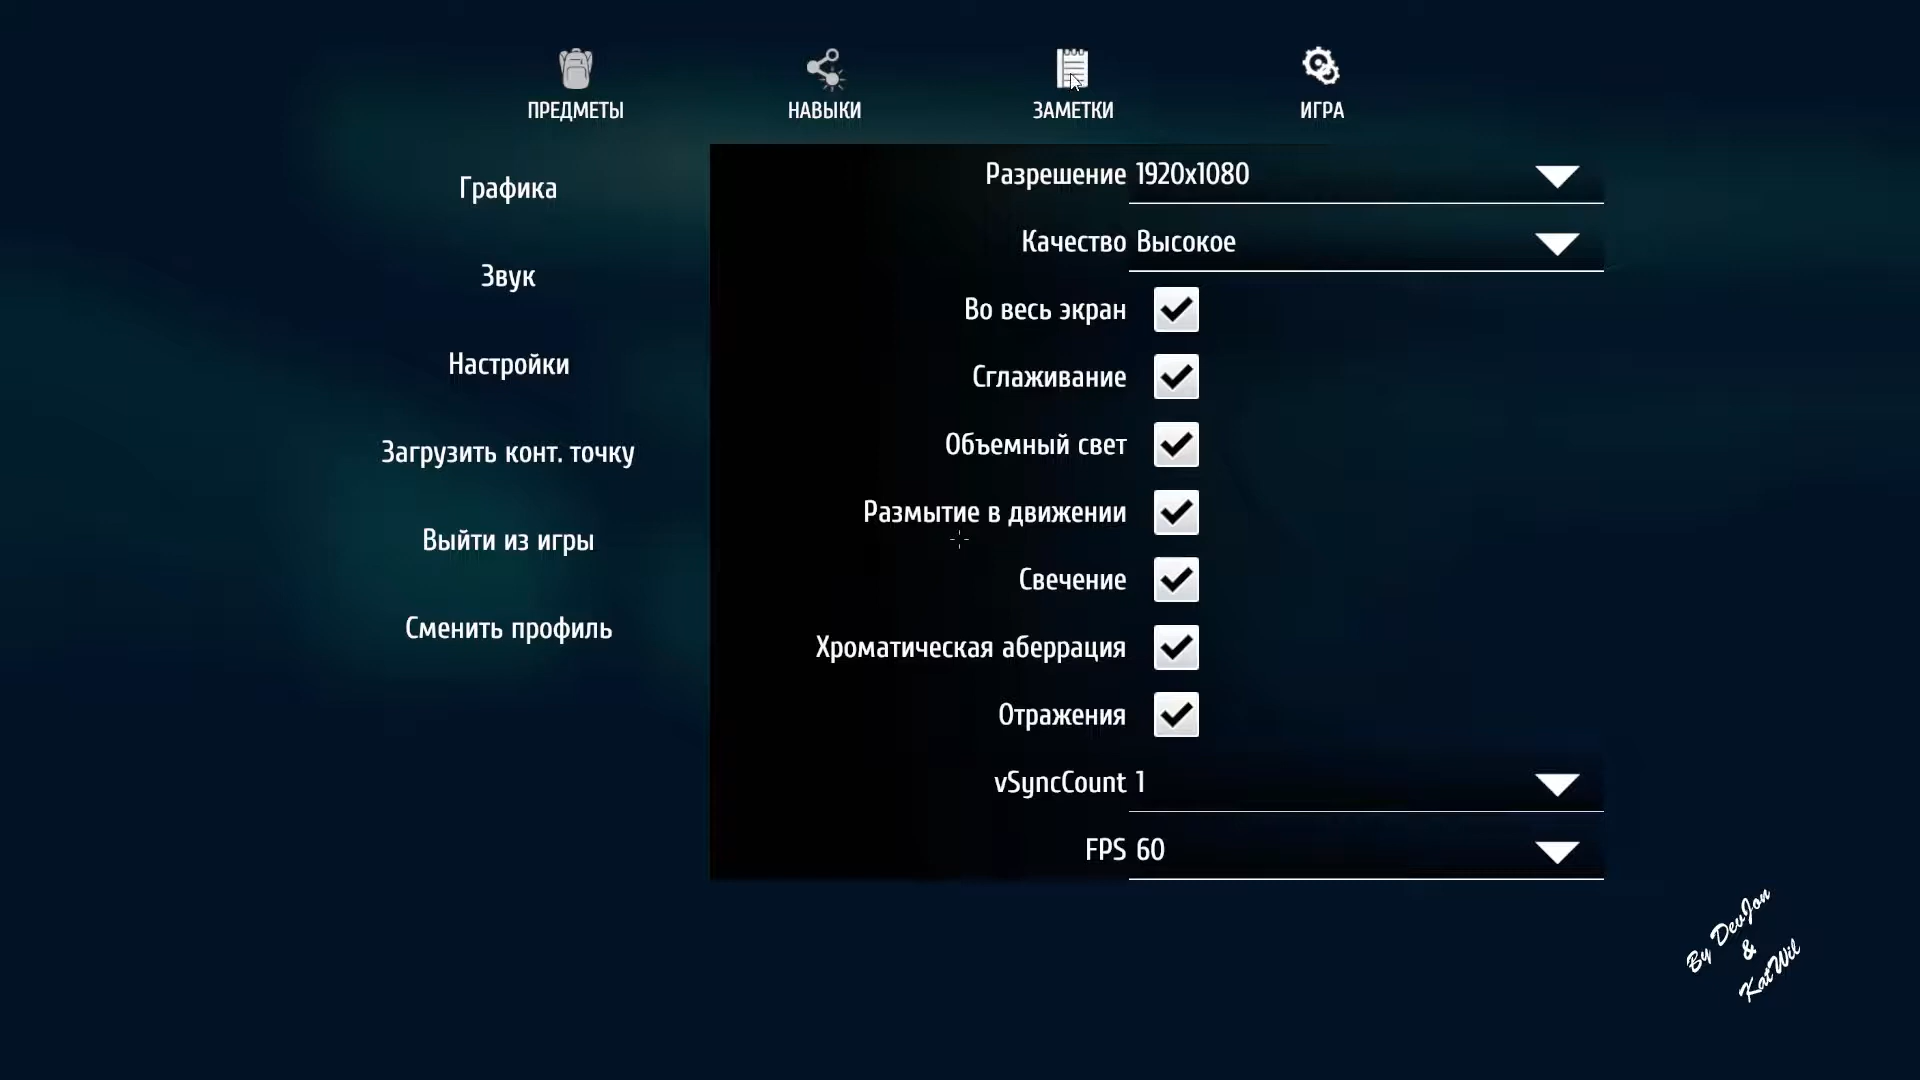 ПРЕДМЕТЫ НАВЫКИ ЗАМЕТКИ ИГРА
Графика
Звук
Настройки
Загрузить конт. точку
Выйти из игры
Сменить профиль
Разрешение 1920x1080
Качество Высокое
Во весь экран
Сглаживание
Объемный свет
Размытие в движении
Свечение
Хроматическая аберрация
Отражения
vSyncCount 1
FPS 60
By DevJon
&
KatWil